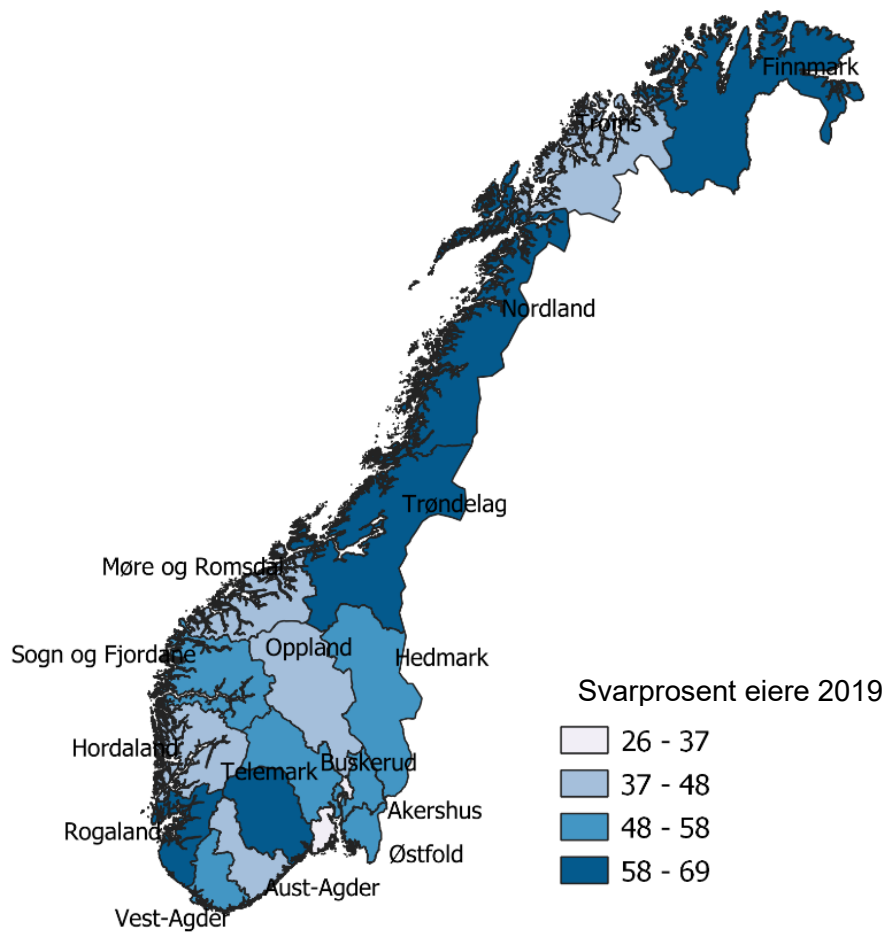 Finnmark
Troms
Nordland
Trøndelag
Møre og Romsdal
Sogn og Fjordane
Oppland
Hedmark
Hordaland
Telemark
Buskerud
Akershus
Rogaland
Østfold
Aust-Agder
Vest-Agder
Svarprosent eiere 2019
26 - 37
37 - 48
48 - 58
58 - 69